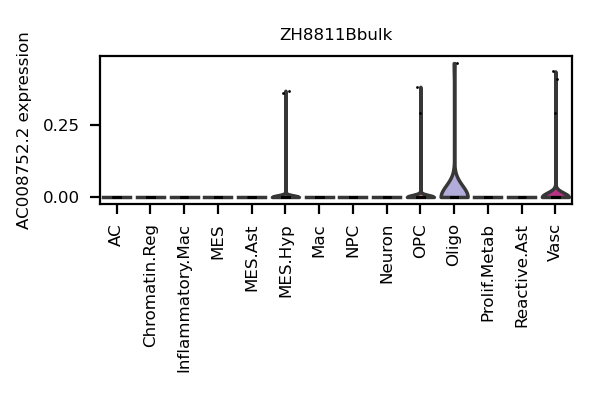 ZH8811Bbulk
AC008752.2 expression
0.25
0.00
AC
Chromatin.Reg
Inflammatory.Mac
MES
MES.Ast
MES.Hyp
Mac
NPC
Neuron
OPC
Oligo
Prolif.Metab
Reactive.Ast
Vasc